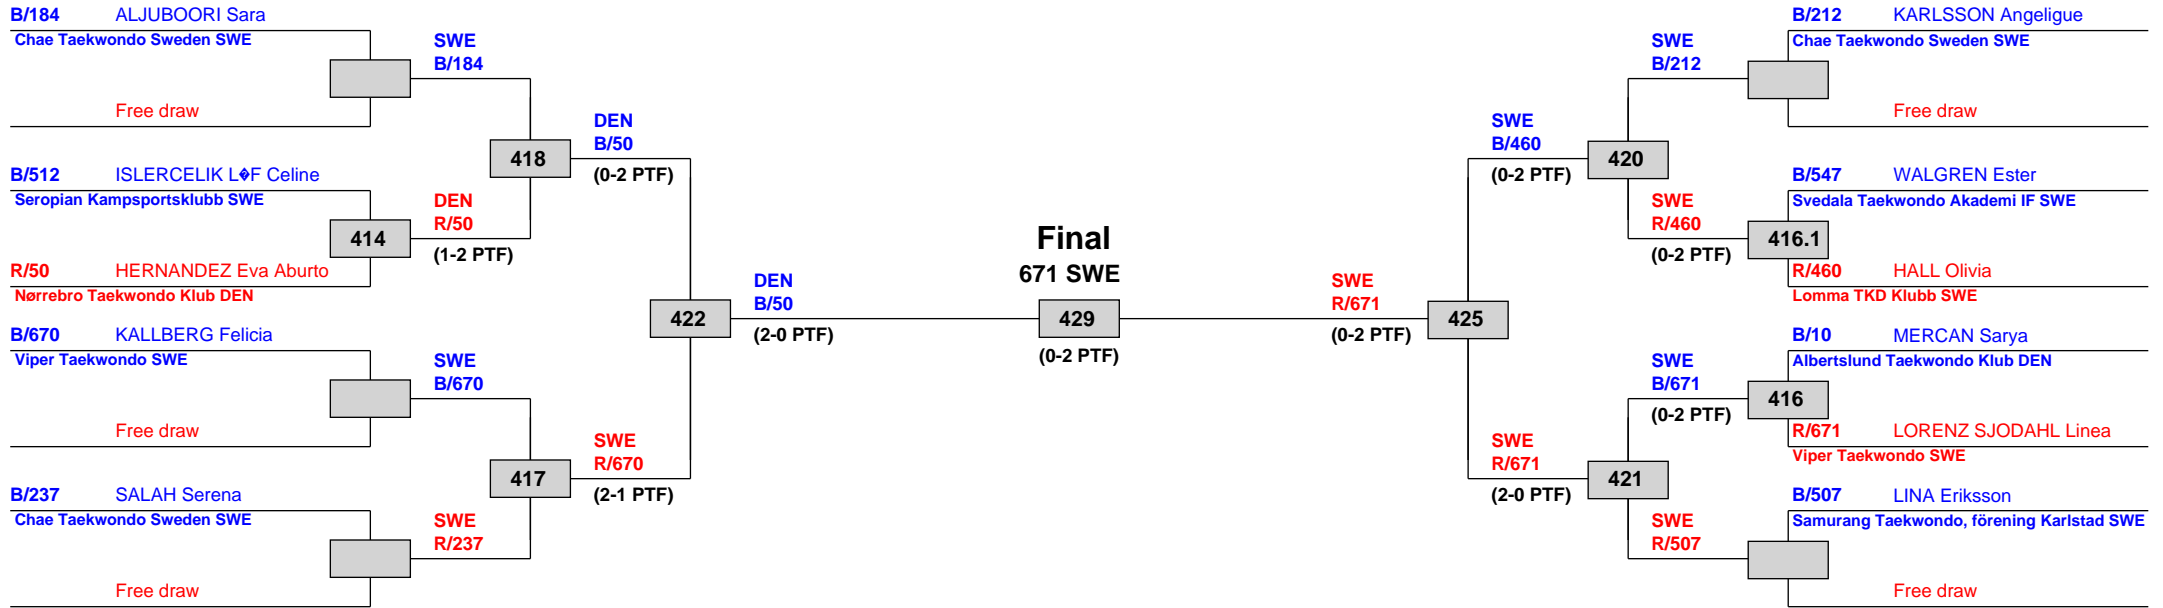 B/184 ALJUBOORI Sara
Chae Taekwondo Sweden SWE
Free draw
B/512 ISLERCELIK L�F Celine
Seropian Kampsportsklubb SWE
414
R/50 HERNANDEZ Eva Aburto
Nørrebro Taekwondo Klub DEN
B/670 KALLBERG Felicia
Viper Taekwondo SWE
Free draw
B/237 SALAH Serena
Chae Taekwondo Sweden SWE
Free draw
SWE
B/184
418
DEN
R/50
(1-2 PTF)
SWE
B/670
417
SWE
R/237
DEN
B/50
(0-2 PTF)
422
SWE
R/670
(2-1 PTF)
DEN
B/50
(2-0 PTF)
Final
671 SWE
429
(0-2 PTF)
SWE
R/671
(0-2 PTF)
425
SWE
B/460
(0-2 PTF)
420
SWE
R/671
(2-0 PTF)
421
SWE
B/212
SWE
R/460
(0-2 PTF)
416.1
SWE
B/671
(0-2 PTF)
416
SWE
R/507
B/212 KARLSSON Angeligue
Chae Taekwondo Sweden SWE
Free draw
B/547 WALGREN Ester
Svedala Taekwondo Akademi IF SWE
R/460 HALL Olivia
Lomma TKD Klubb SWE
B/10 MERCAN Sarya
Albertslund Taekwondo Klub DEN
R/671 LORENZ SJODAHL Linea
Viper Taekwondo SWE
B/507 LINA Eriksson
Samurang Taekwondo, förening Karlstad SWE
Free draw